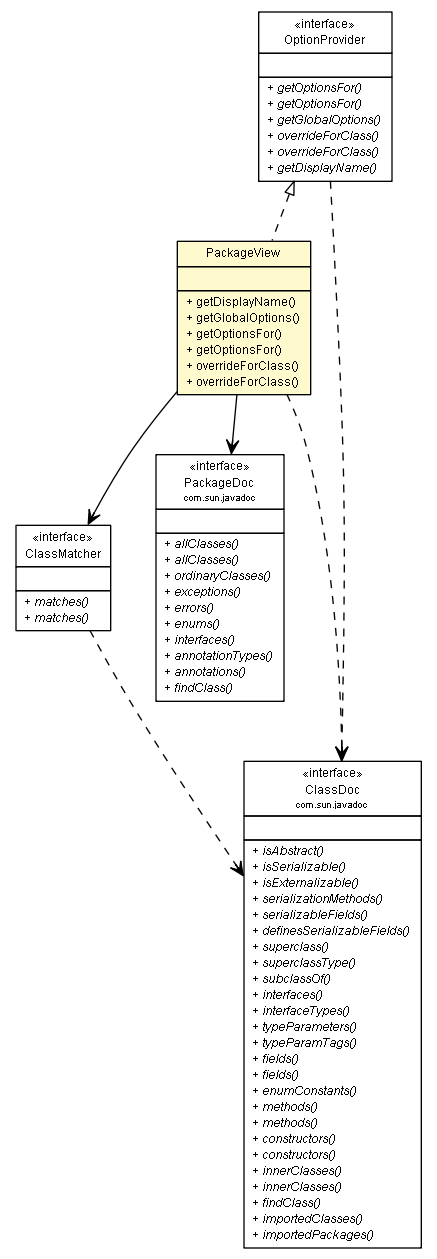 «interface»
OptionProvider
+ getOptionsFor()
+ getOptionsFor()
+ getGlobalOptions()
+ overrideForClass()
+ overrideForClass()
+ getDisplayName()
PackageView
+ getDisplayName()
+ getGlobalOptions()
+ getOptionsFor()
+ getOptionsFor()
+ overrideForClass()
+ overrideForClass()
«interface»
PackageDoc
com.sun.javadoc
+ allClasses()
+ allClasses()
+ ordinaryClasses()
+ exceptions()
+ errors()
+ enums()
+ interfaces()
+ annotationTypes()
+ annotations()
+ findClass()
«interface»
ClassMatcher
+ matches()
+ matches()
«interface»
ClassDoc
com.sun.javadoc
+ isAbstract()
+ isSerializable()
+ isExternalizable()
+ serializationMethods()
+ serializableFields()
+ definesSerializableFields()
+ superclass()
+ superclassType()
+ subclassOf()
+ interfaces()
+ interfaceTypes()
+ typeParameters()
+ typeParamTags()
+ fields()
+ fields()
+ enumConstants()
+ methods()
+ methods()
+ constructors()
+ constructors()
+ innerClasses()
+ innerClasses()
+ findClass()
+ importedClasses()
+ importedPackages()